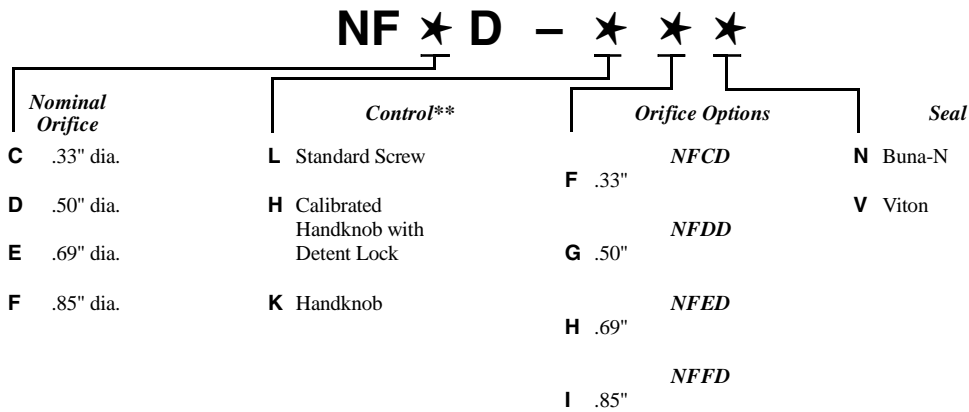 NF ★ D – ★ ★ ★
Nominal
Orifice
C .33" dia.
D .50" dia.
E .69" dia.
F .85" dia.
Control**
L Standard Screw
H Calibrated
Handknob with
Detent Lock
K Handknob
Orifice Options
NFCD
F .33"
NFDD
G .50"
NFED
H .69"
NFFD
I .85"
Seal
N Buna-N
V Viton